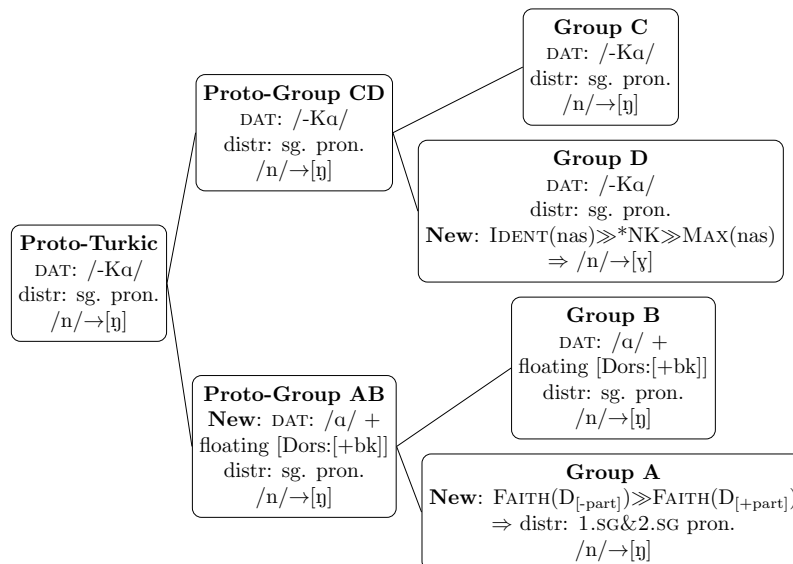 Proto-Turkic
DAT: /-Kɑ/
distr: sg. pron.
/n/→[ŋ]
Proto-Group CD
DAT: /-Kɑ/
distr: sg. pron.
/n/→[ŋ]
Group C
DAT: /-Kɑ/
distr: sg. pron.
/n/→[ŋ]
Group D
DAT: /-Kɑ/
distr: sg. pron.
New: IDENT(nas)≫*NK≫MAX(nas)
⇒ /n/→[ɣ]
Proto-Group AB
New: DAT: /ɑ/ +
floating [Dors:[+bk]]
distr: sg. pron.
/n/→[ŋ]
Group B
DAT: /ɑ/ +
floating [Dors:[+bk]]
distr: sg. pron.
/n/→[ŋ]
Group A
New: FAITH(D[-part])≫FAITH(D[+part])
⇒ distr: 1.SG&2.SG pron.
/n/→[ŋ]